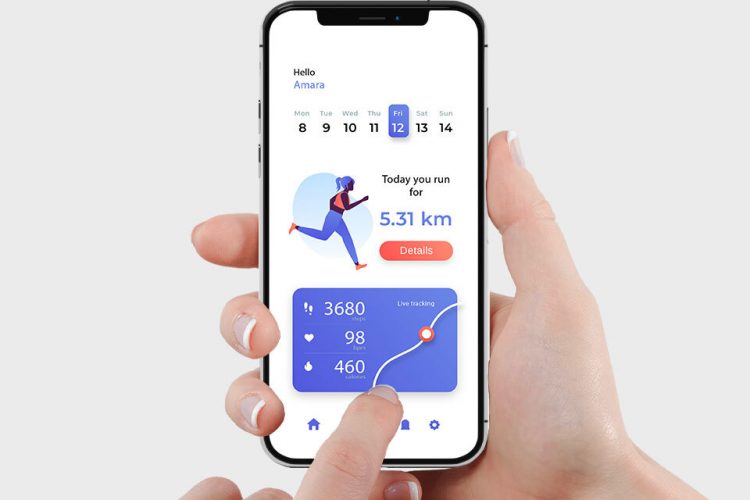 Hello
Amara
Mon Tue Wed Thu Fri Sat Sun
8 9 10 11 12 13 14
Today you run
for
5.31 km
Details
3680
steps
Live tracking
98
bpm
460
calories